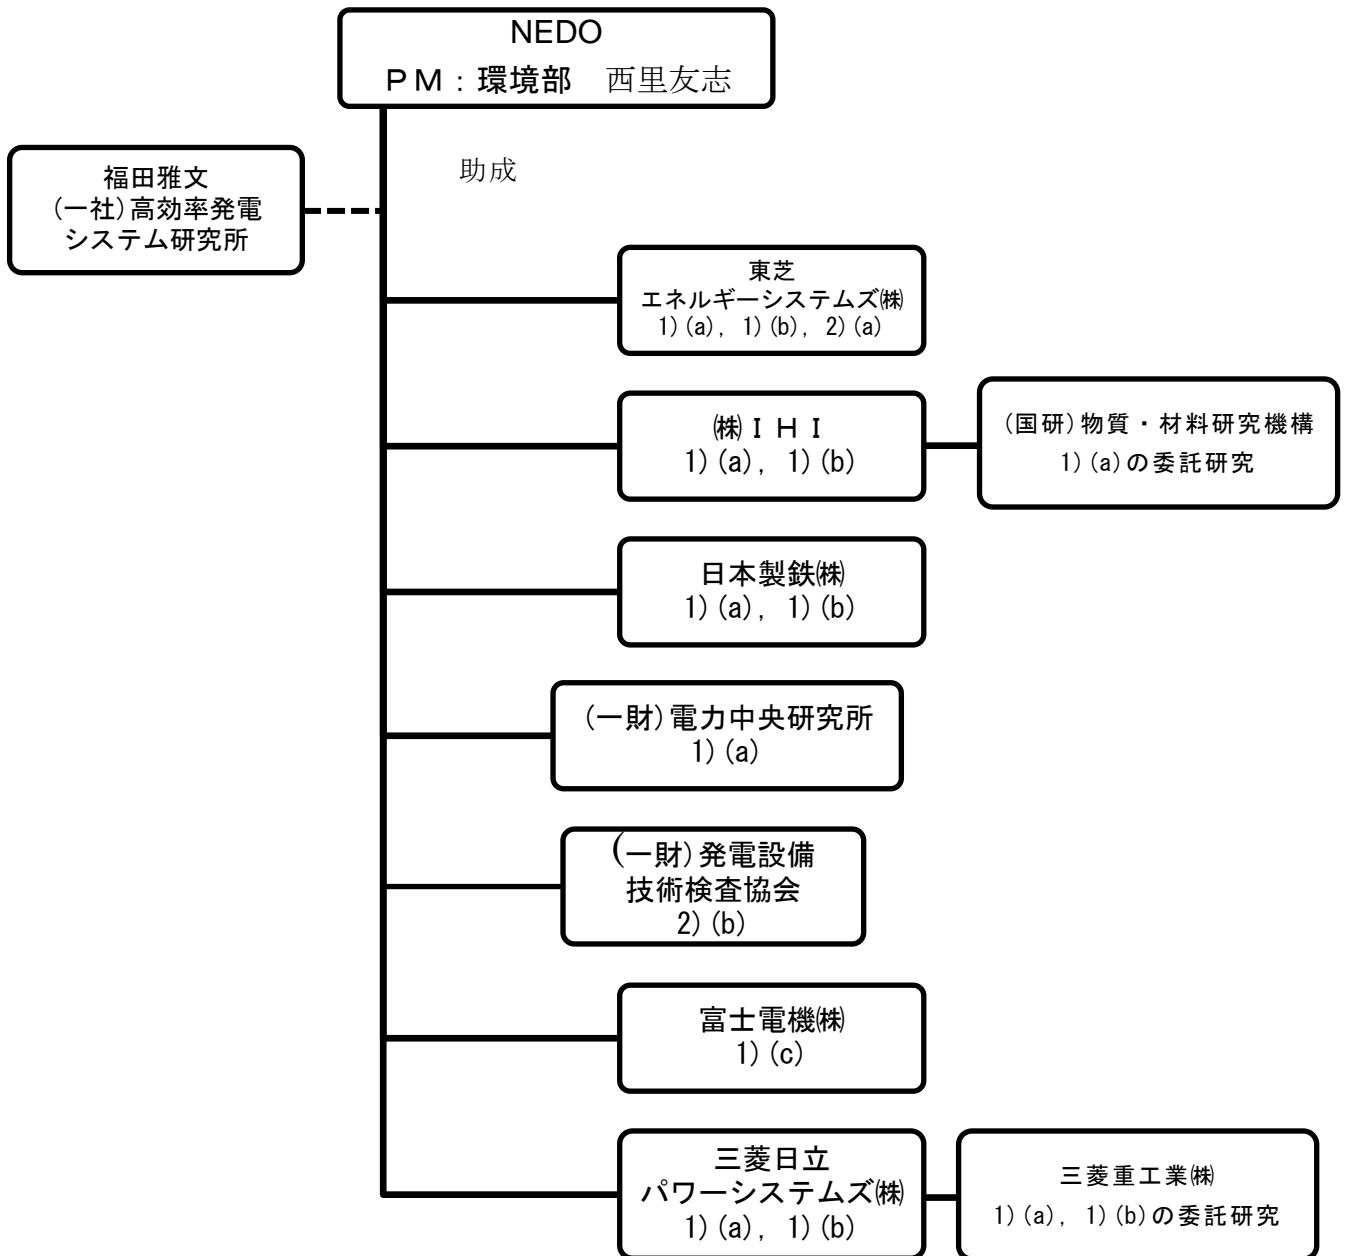 NEDO
PM：環境部　西里友志
助成
福田雅文
(一社)高効率発電
システム研究所
東芝
エネルギーシステムズ㈱
1)(a), 1)(b), 2)(a)
㈱ＩＨＩ
1)(a), 1)(b)
(国研)物質・材料研究機構
1)(a)の委託研究
日本製鉄㈱
1)(a), 1)(b)
(一財)電力中央研究所
1)(a)
(一財)発電設備
技術検査協会
2)(b)
富士電機㈱
1)(c)
三菱日立
パワーシステムズ㈱
1)(a), 1)(b)
三菱重工業㈱
1)(a), 1)(b)の委託研究